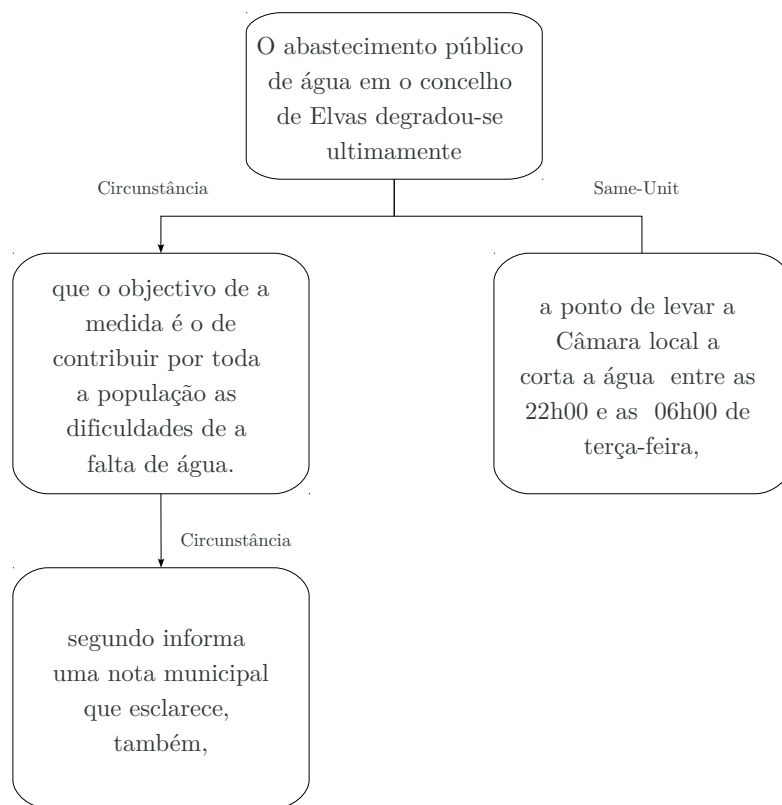 O abastecimento público
de água em o concelho
de Elvas degradou-se
ultimamente
Circunstância
Same-Unit
que o objectivo de a
medida é o de
contribuir por toda
a população as
dificuldades de a
falta de água.
a ponto de levar a
Câmara local a
corta a água entre as
22h00 e as 06h00 de
terça-feira,
Circunstância
segundo informa
uma nota municipal
que esclarece,
também,